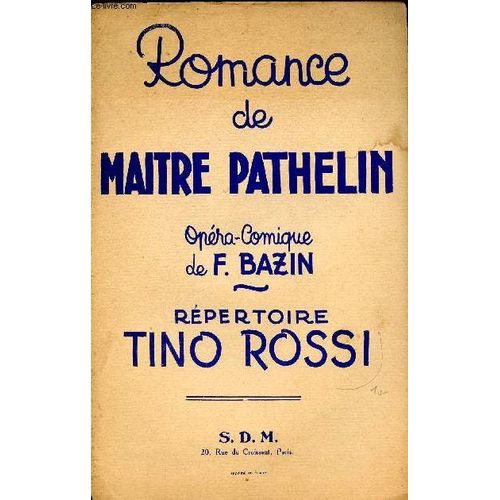 Romance
de
MAITRE PATHELIN
Opéra-Comique
de F. BAZIN
RÉPERTOIRE
TINO ROSSI
S. D. M.
20, Rue du Croissant, Paris.